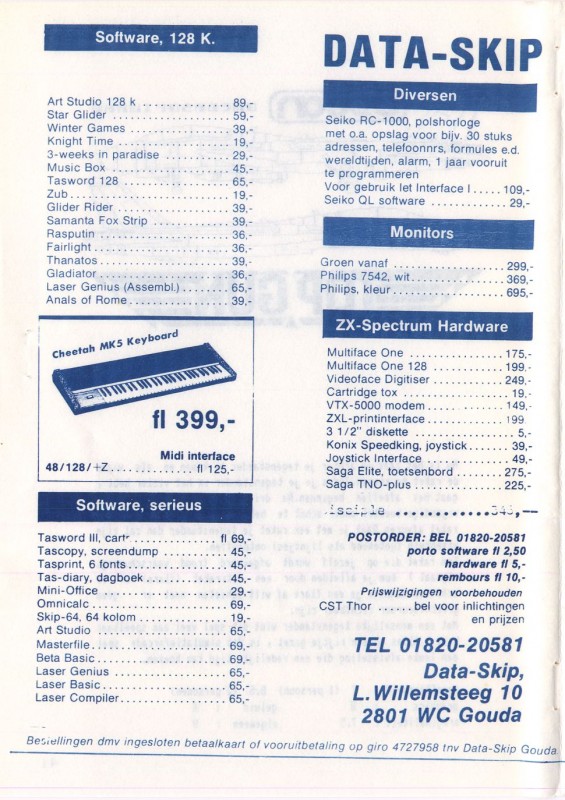 Software, 128 K.
Art Studio 128 k .............. 89,-
Star Glider .................. 59,-
Winter Games ................. 39,-
Knight Time .................. 19,-
3-weeks in paradise ........... 29,-
Music Box .................... 45,-
Tasword 128 .................. 65,-
Zub .......................... 19,-
Glider Rider ................. 39,-
Samanta Fox Strip ............ 39,-
Rasputin ..................... 36,-
Fairlight .................... 36,-
Thanatos ..................... 39,-
Gladiator .................... 36,-
Laser Genius (Assembl.) ....... 65,-
Anals of Rome ................ 39,-
Cheetah MK5 Keyboard
fl 399,-
Midi interface
48/128/+Z ........ fl 125,-
Software, serieus
Tasword III, cart fl 69,-
Tascopy, screendump .......... 45,-
Tasprint, 6 fonts ............ 45,-
Tas-diary, dagboek ........... 45,-
Mini-Office .................. 29,-
Omnicalc ..................... 69,-
Skip-64, 64 kolom ............ 19,-
Art Studio ................... 65,-
Masterfile ................... 69,-
Beta Basic ................... 69,-
Laser Genius ................. 65,-
Laser Basic .................. 65,-
Laser Compiler ............... 65,-
DATA-SKIP
Diversen
Seiko RC-1000, polshorloge
met o.a. opslag voor bijv. 30 stuks
adressen, telefoonnrs, formules e.d.
wereldtijden, alarm, 1 jaar vooruit
te programmeren
Voor gebruik let Interface I ..... 109,-
Seiko QL software ............ 29,-
Monitors
Groen vanaf .................. 299,-
Philips 7542, wit ............ 369,-
Philips, kleur ............... 695,-
ZX-Spectrum Hardware
Multiface One ................ 175,-
Multiface One 128 ............ 199,-
Videoface Digitiser .......... 249,-
Cartridge tox ................ 19,-
VTX-5000 modem ............... 149,-
ZXL-printinterface ........... 199
3 1/2" diskette .............. 5,-
Konix Speedking, joystick ..... 39,-
Joystick Interface ........... 49,-
Saga Elite, toetsenbord ...... 275,-
Saga TNO-plus ................ 225,-
POSTORDER: BEL 01820-20581
porto software fl 2,50
hardware fl 5,-
rembours fl 10,-
Prijswijzigingen voorbehouden
CST Thor ....... bel voor inlichtingen
en prijzen
TEL 01820-20581
Data-Skip,
L. Willemsteeg 10
2801 WC Gouda
Bestellingen dmv ingesloten betaalkaart of vooruitbetaling op giro 4727958 tnv Data-Skip Gouda